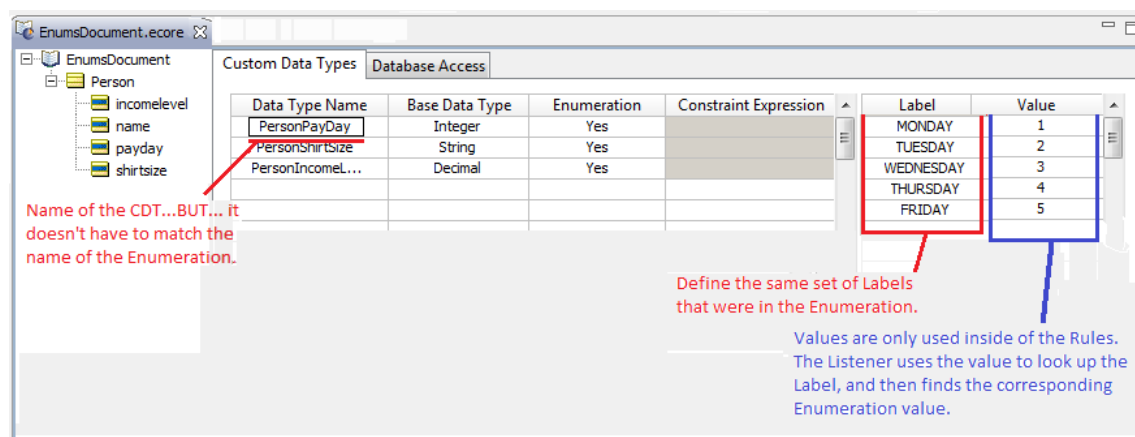 EnumsDocument.ecore
EnumsDocument
Person
incomelevel
name
payday
shirtsize
Custom Data Types Database Access
Data Type Name Base Data Type Enumeration Constraint Expression Label Value
PersonPayDay Integer Yes MONDAY 1
PersonShirtSize String Yes TUESDAY 2
PersonIncomeL... Decimal Yes WEDNESDAY 3
THURSDAY 4
FRIDAY 5
Name of the CDT...BUT... it
doesn't have to match the
name of the Enumeration.
Define the same set of Labels
that were in the Enumeration.
Values are only used inside of the Rules.
The Listener uses the value to look up the
Label, and then finds the corresponding
Enumeration value.